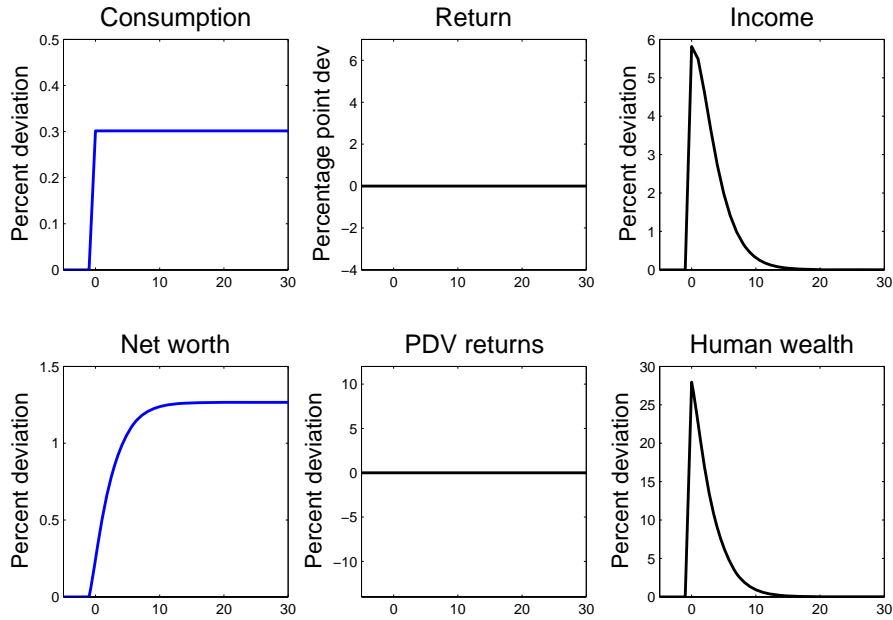 Consumption
Percent deviation
0.5
0.4
0.3
0.2
0.1
0
0 10 20 30
Return
Percentage point dev
6
4
2
0
−2
−4
0 10 20 30
Income
Percent deviation
6
5
4
3
2
1
0
0 10 20 30
Net worth
Percent deviation
1.5
1
0.5
0
0 10 20 30
PDV returns
Percent deviation
10
5
0
−5
−10
0 10 20 30
Human wealth
Percent deviation
30
25
20
15
10
5
0
0 10 20 30